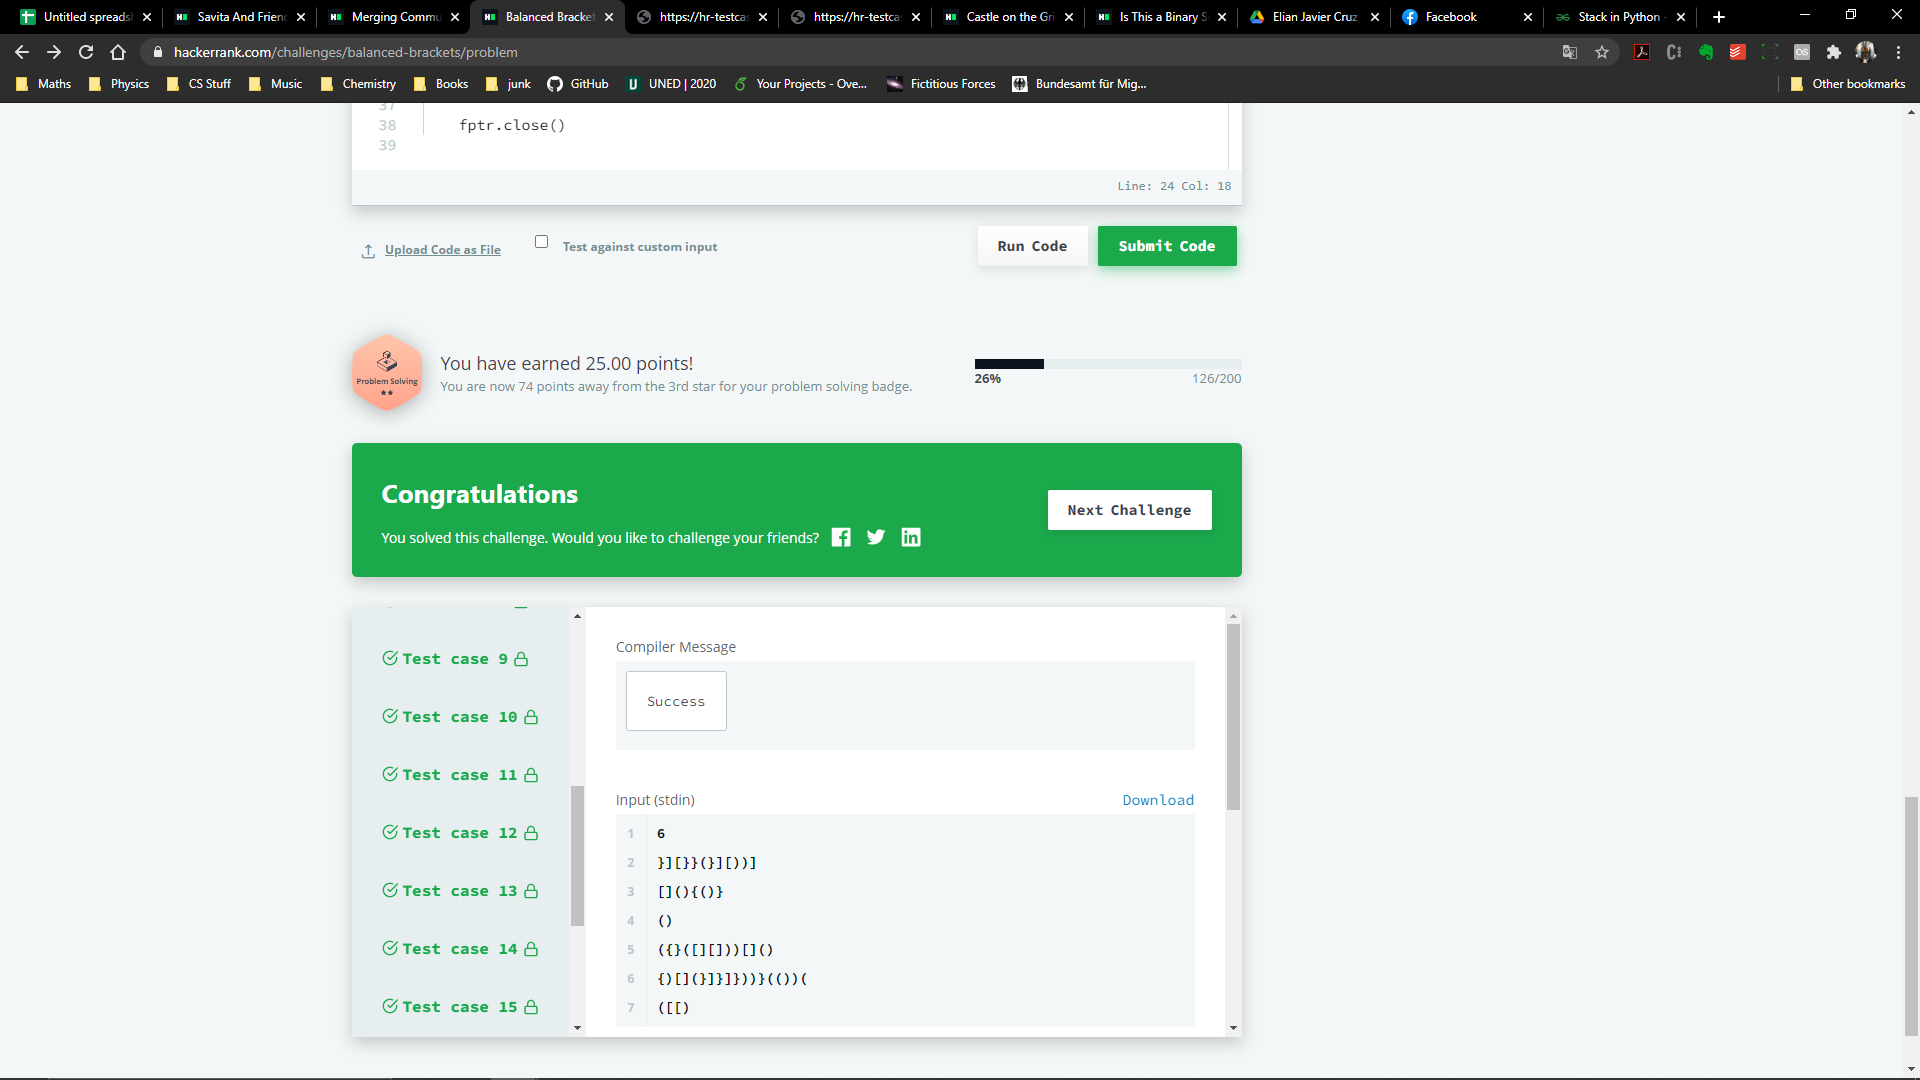 Untitled spreads
Savita And Frien
Merging Commu
Balanced Bracket
https://hr-testca
https://hr-testca
Castle on the Gr
Is This a Binary S
Elian Javier Cruz
Facebook
Stack in Python -
hackerrank.com/challenges/balanced-brackets/problem
Maths
Physics
CS Stuff
Music
Chemistry
Books
junk
GitHub
UNED | 2020
Your Projects - Ove...
Fictitious Forces
Bundesamt für Mig...
Other bookmarks
37
38 fptr.close()
39
Line: 24 Col: 18
Upload Code as File
Test against custom input
Run Code
Submit Code
Problem Solving
You have earned 25.00 points!
You are now 74 points away from the 3rd star for your problem solving badge.
26%
126/200
Congratulations
You solved this challenge. Would you like to challenge your friends?
Next Challenge
Test case 9
Test case 10
Test case 11
Test case 12
Test case 13
Test case 14
Test case 15
Compiler Message
Success
Input (stdin)
Download
1 6
2 }][}}(}][))]
3 [](){()}
4 ()
5 ({}([][]))[]()
6 {)[](}]}]}))}(())(
7 ([[)